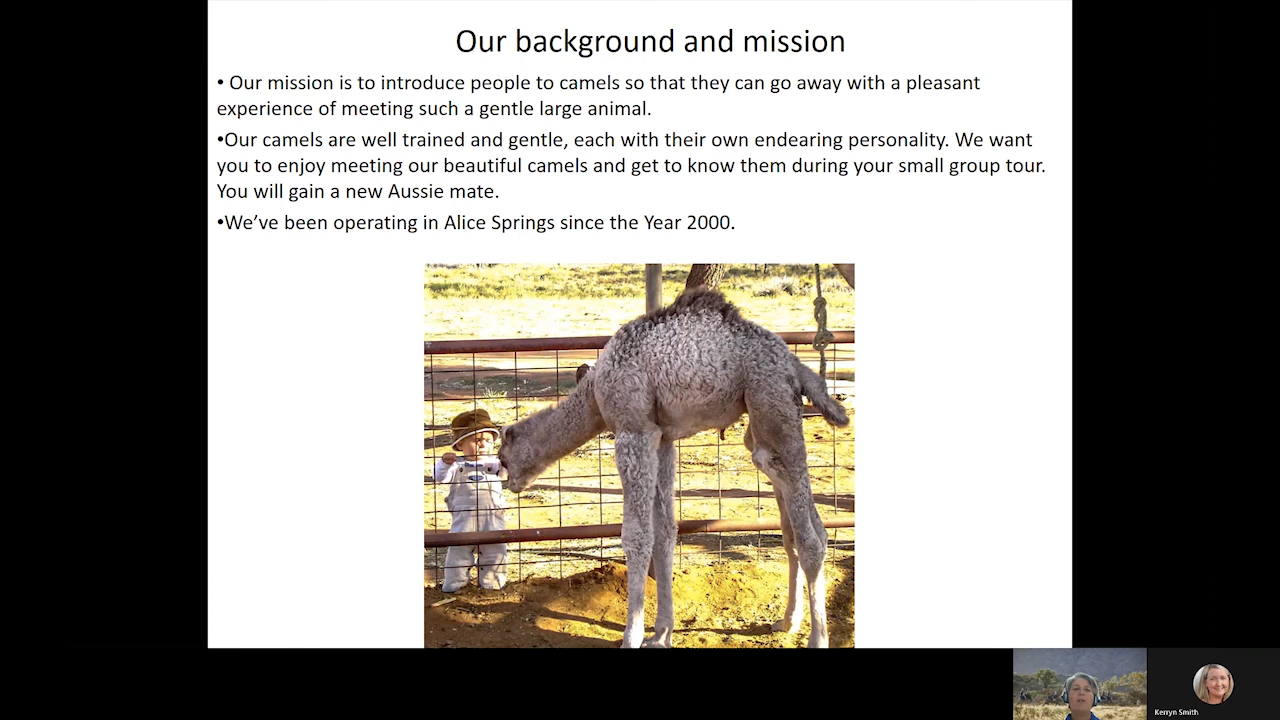 Our background and mission
• Our mission is to introduce people to camels so that they can go away with a pleasant
experience of meeting such a gentle large animal.
•Our camels are well trained and gentle, each with their own endearing personality. We want
you to enjoy meeting our beautiful camels and get to know them during your small group tour.
You will gain a new Aussie mate.
•We’ve been operating in Alice Springs since the Year 2000.
Kerryn Smith